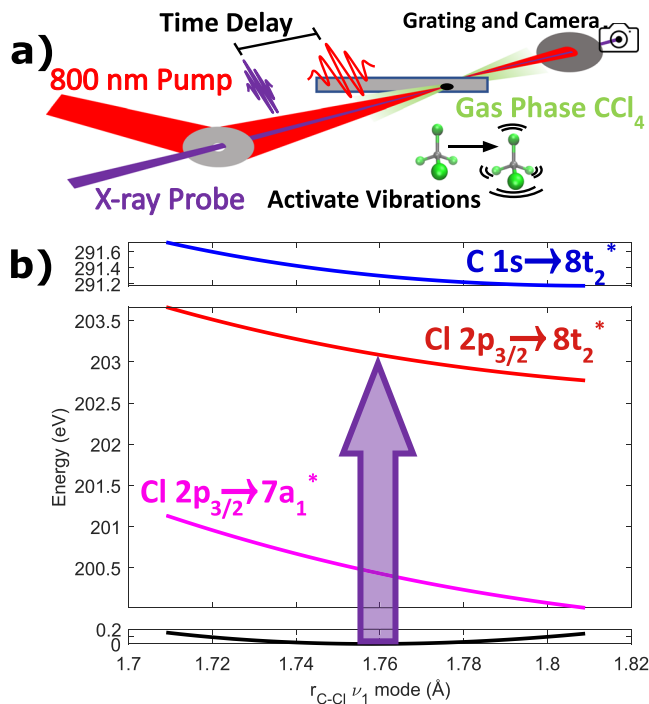 a)
Time Delay
Grating and Camera
800 nm Pump
Gas Phase CCl₄
X-ray Probe
Activate Vibrations
b)
291.6
291.4
291.2
C 1s→8t₂*
203.5
203
202.5
202
201.5
201
200.5
Energy (eV)
Cl 2p₃/₂→8t₂*
Cl 2p₃/₂→7a₁*
0.2
0
1.7 1.72 1.74 1.76 1.78 1.8 1.82
r_C-Cl ν₁ mode (Å)